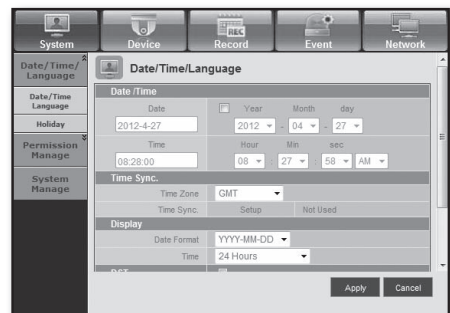 REC
System Device Record Event Network
Date/Time/
Language
Date/Time
Language
Holiday
Permission
Manage
System
Manage
Date/Time/Language
Date /Time
Date Year Month day
2012-4-27 2012 - 04 - 27
Time Hour Min sec
08:28:00 08 : 27 : 58 AM
Time Sync.
Time Zone GMT
Time Sync. Setup Not Used
Display
Date Format YYYY-MM-DD
Time 24 Hours
DST
Apply Cancel